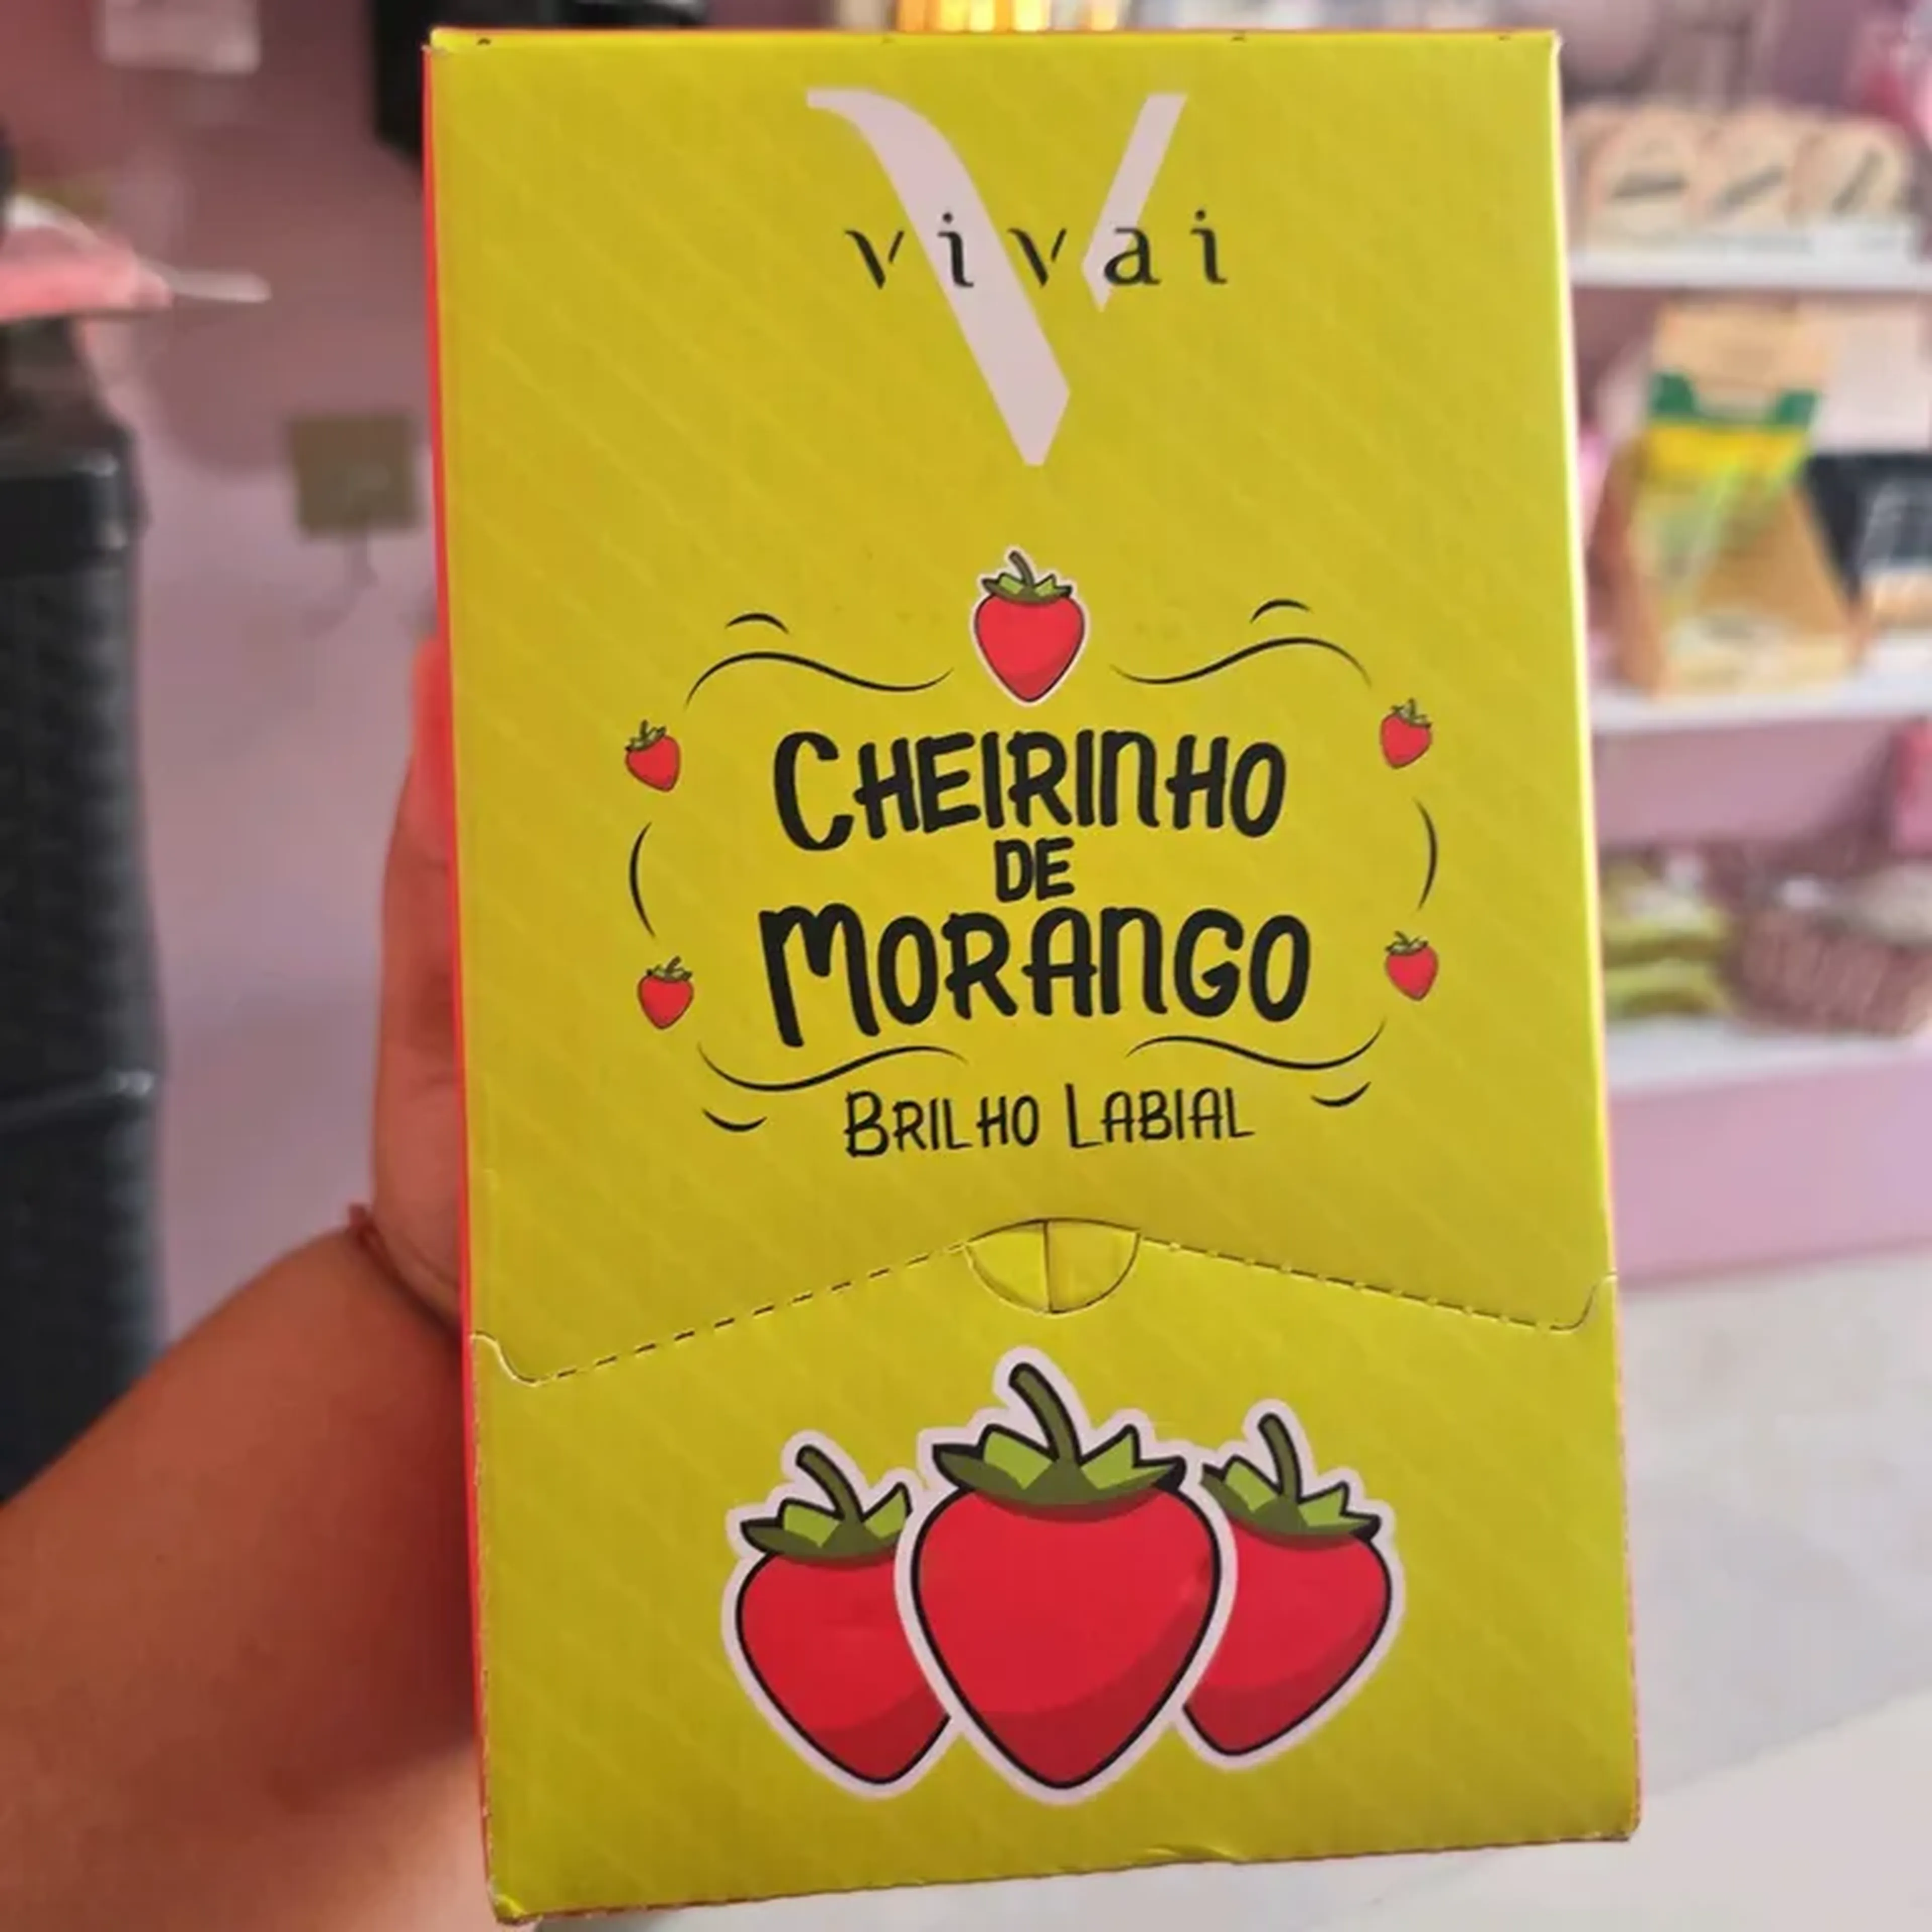 vivai
CHEIRINHO
DE
MORANGO
BRILHO LABIAL